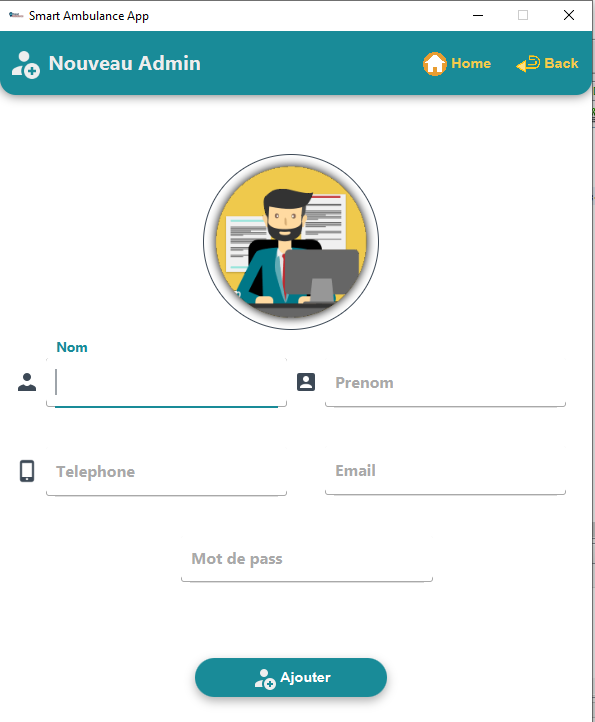 Smart Ambulance App
Nouveau Admin
Home
Back
Nom
Prenom
Telephone
Email
Mot de pass
Ajouter